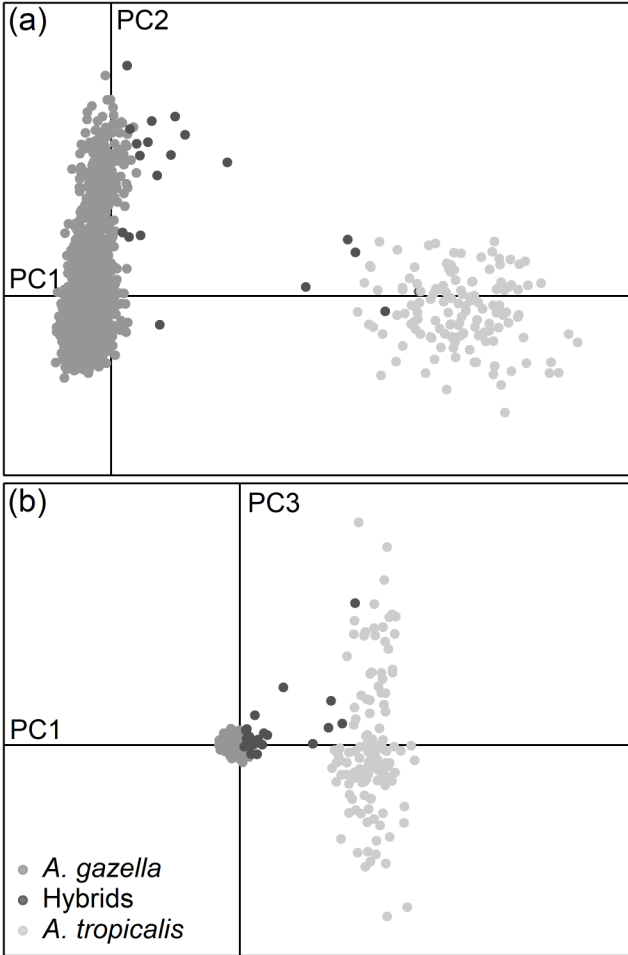 (a)
PC2
PC1
(b)
PC3
PC1
A. gazella
Hybrids
A. tropicalis